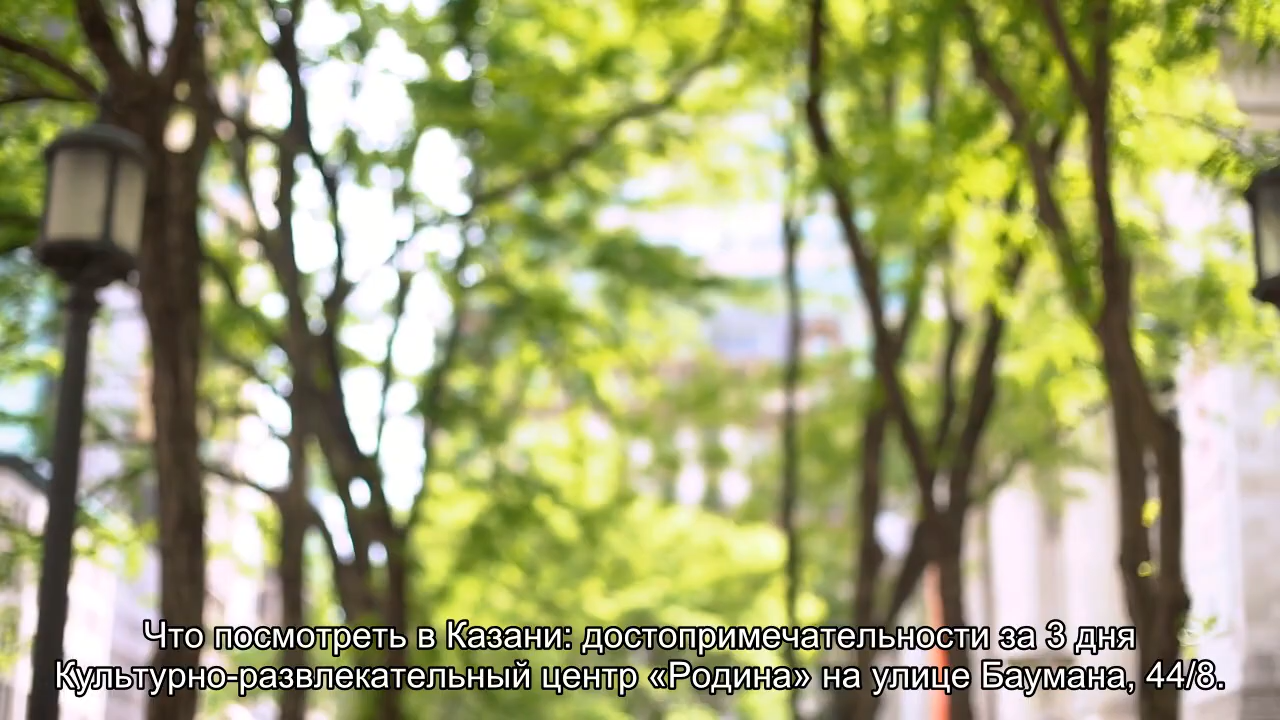 Что посмотреть в Казани: достопримечательности за 3 дня
Культурно-развлекательный центр «Родина» на улице Баумана, 44/8.